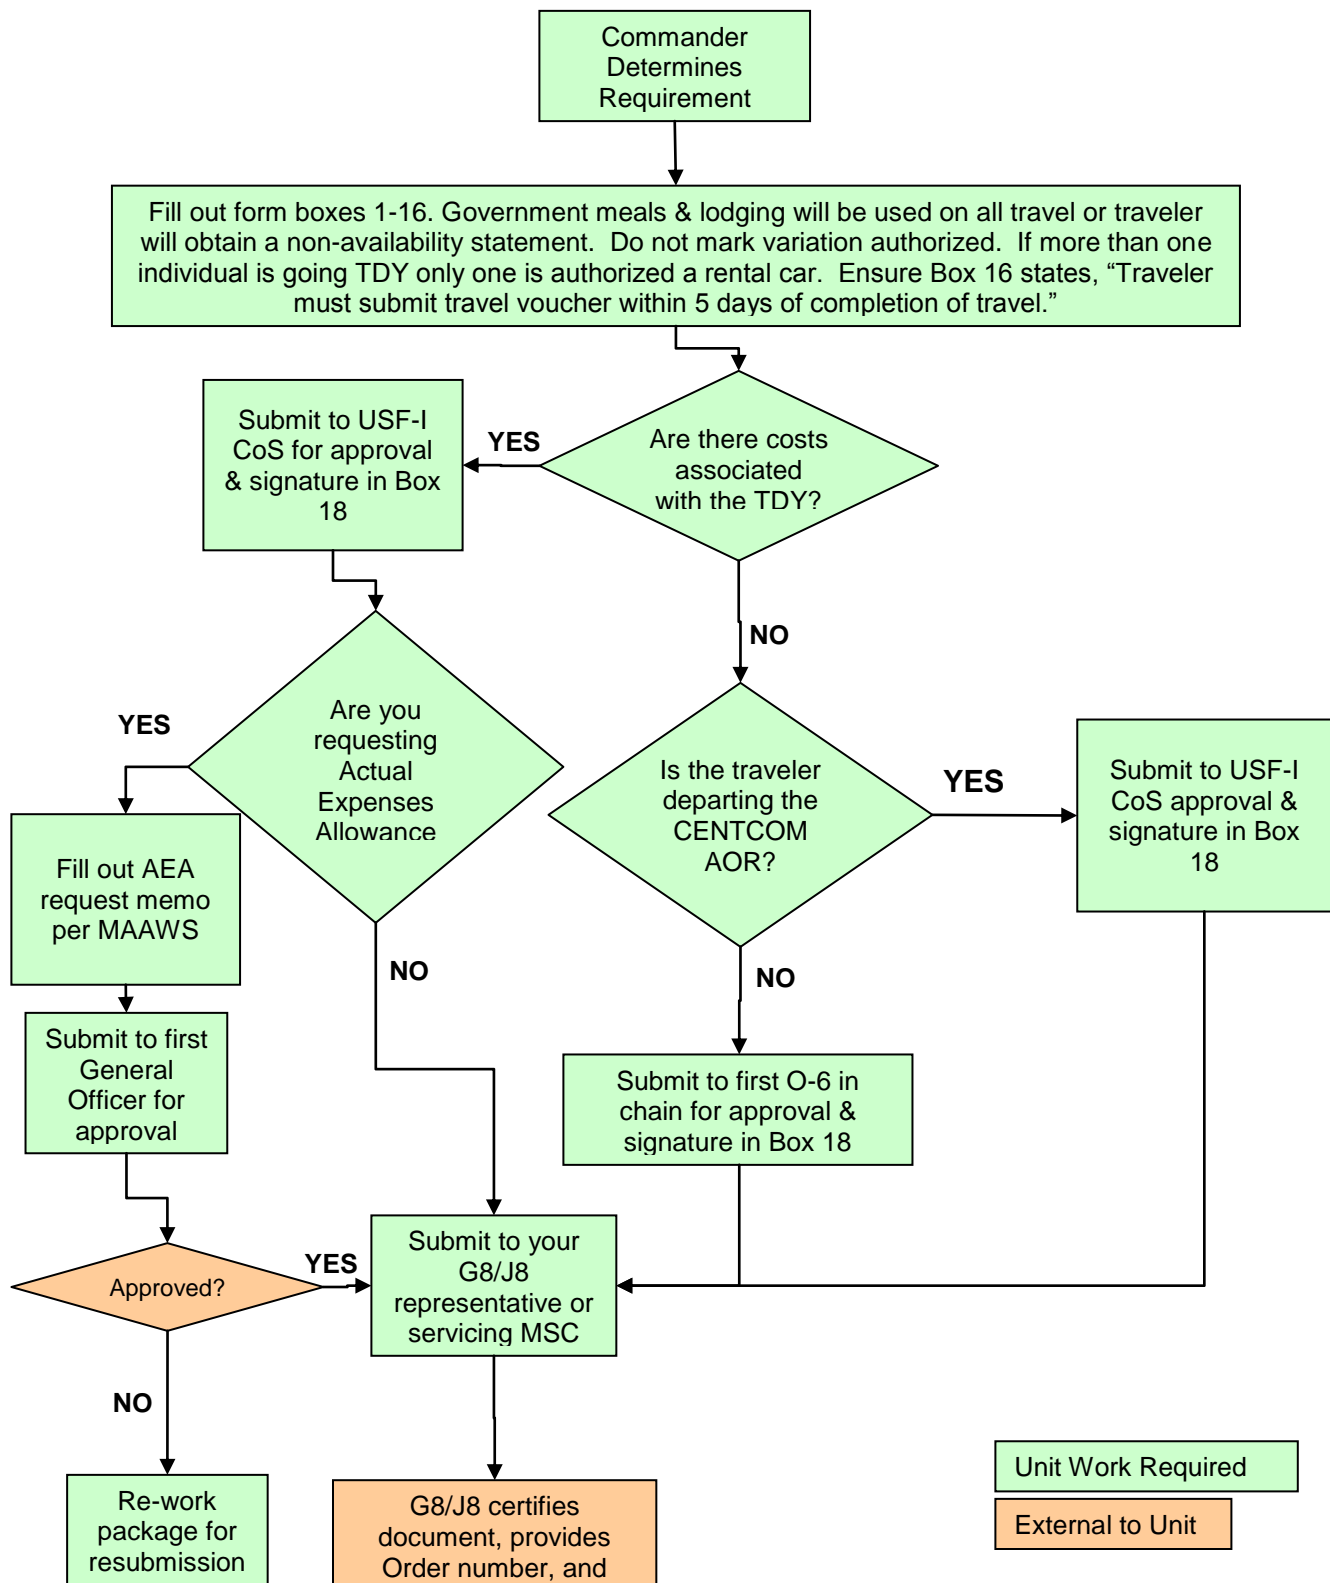 Commander
Determines
Requirement
Fill out form boxes 1-16. Government meals & lodging will be used on all travel or traveler
will obtain a non-availability statement.  Do not mark variation authorized.  If more than one
individual is going TDY only one is authorized a rental car.  Ensure Box 16 states, “Traveler
must submit travel voucher within 5 days of completion of travel.”
Submit to USF-I
CoS for approval
& signature in Box
18
YES
Are there costs
associated
with the TDY?
NO
YES
Are you
requesting
Actual
Expenses
Allowance
Is the traveler
departing the
CENTCOM
AOR?
YES
Submit to USF-I
CoS approval &
signature in Box
18
Fill out AEA
request memo
per MAAWS
NO
NO
Submit to first
General
Officer for
approval
Submit to first O-6 in
chain for approval &
signature in Box 18
Approved?
YES
Submit to your
G8/J8
representative or
servicing MSC
NO
Re-work
package for
resubmission
G8/J8 certifies
document, provides
Order number, and
Unit Work Required
External to Unit